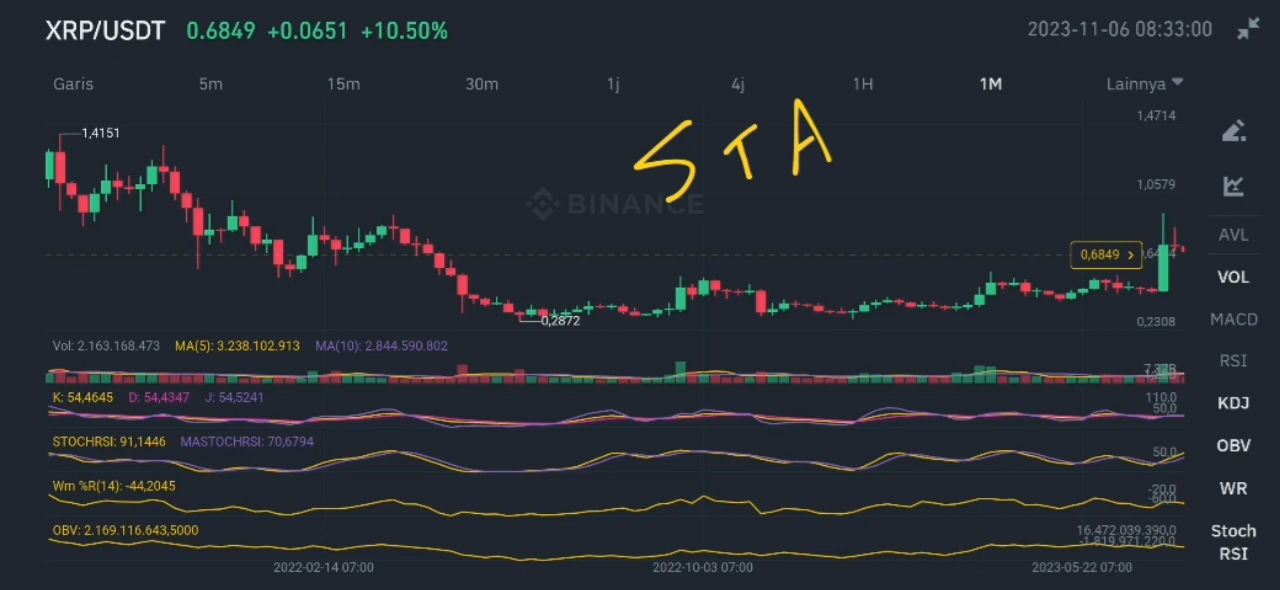 XRP/USDT 0.6849 +0.0651 +10.50% 2023-11-06 08:33:00
Garis 5m 15m 30m 1j 4j 1H 1M Lainnya
1,4714
1,4151
STA
1,0579
BINANCE
AVL
0,6849
VOL
0,2872
0,2308
MACD
Vol: 2.163.168.473 MA(5): 3.238.102.913 MA(10): 2.844.590.802
RSI
K: 54,4645 D: 54,4347 J: 54,5241
110,0
50,0
KDJ
STOCHRSI: 91,1446 MASTOCHRSI: 70,6794
50,0
OBV
Wm %R(14): -44,2045
-20,0
WR
OBV: 2.169.116.643,5000
16.472.039.390,0
-1.819.971.220,0
Stoch
RSI
2022-02-14 07:00 2022-10-03 07:00 2023-05-22 07:00